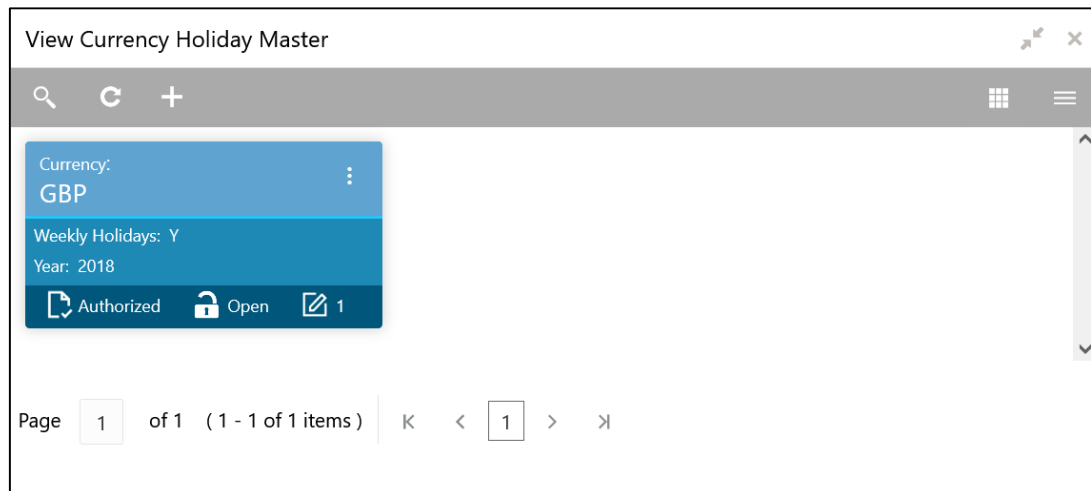 View Currency Holiday Master
Currency:
GBP
Weekly Holidays: Y
Year: 2018
Authorized Open 1
Page 1 of 1 ( 1 - 1 of 1 items ) 1